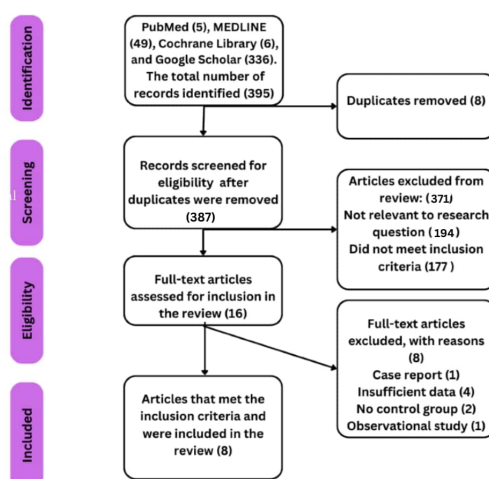 Identification
PubMed (5), MEDLINE
(49), Cochrane Library (6),
and Google Scholar (336).
The total number of
records identified (395)
Duplicates removed (8)
Screening
al
Records screened for
eligibility after
duplicates were removed
(387)
Articles excluded from
review: (371)
Not relevant to research
question (194)
Did not meet inclusion
criteria (177 )
Eligibility
Full-text articles
assessed for inclusion in
the review (16)
Full-text articles
excluded, with reasons
(8)
Case report (1)
Insufficient data (4)
No control group (2)
Observational study (1)
Included
Articles that met the
inclusion criteria and
were included in the
review (8)